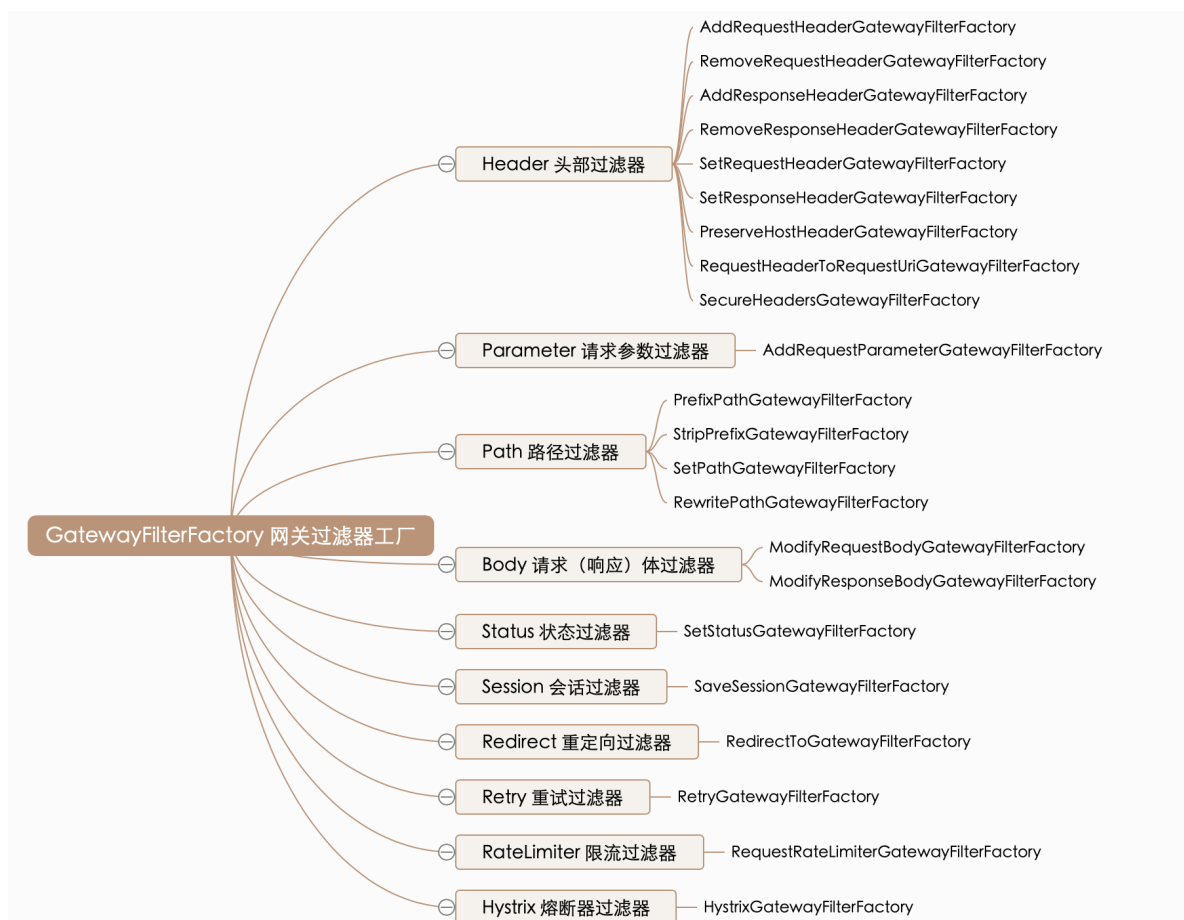 GatewayFilterFactory 网关过滤器工厂
Header 头部过滤器
AddRequestHeaderGatewayFilterFactory
RemoveRequestHeaderGatewayFilterFactory
AddResponseHeaderGatewayFilterFactory
RemoveResponseHeaderGatewayFilterFactory
SetRequestHeaderGatewayFilterFactory
SetResponseHeaderGatewayFilterFactory
PreserveHostHeaderGatewayFilterFactory
RequestHeaderToRequestUriGatewayFilterFactory
SecureHeadersGatewayFilterFactory
Parameter 请求参数过滤器
AddRequestParameterGatewayFilterFactory
Path 路径过滤器
PrefixPathGatewayFilterFactory
StripPrefixGatewayFilterFactory
SetPathGatewayFilterFactory
RewritePathGatewayFilterFactory
Body 请求（响应）体过滤器
ModifyRequestBodyGatewayFilterFactory
ModifyResponseBodyGatewayFilterFactory
Status 状态过滤器
SetStatusGatewayFilterFactory
Session 会话过滤器
SaveSessionGatewayFilterFactory
Redirect 重定向过滤器
RedirectToGatewayFilterFactory
Retry 重试过滤器
RetryGatewayFilterFactory
RateLimiter 限流过滤器
RequestRateLimiterGatewayFilterFactory
Hystrix 熔断器过滤器
HystrixGatewayFilterFactory